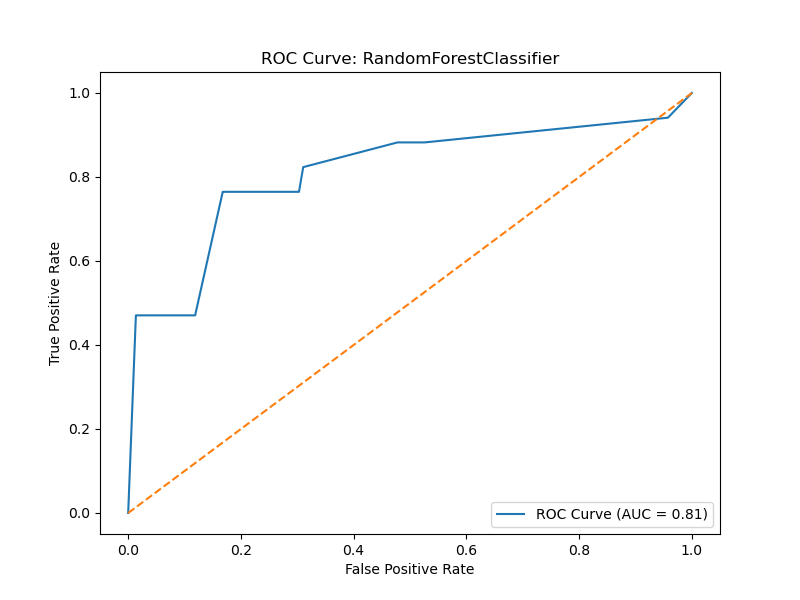 ROC Curve: RandomForestClassifier
1.0
0.8
0.6
0.4
0.2
0.0
True Positive Rate
ROC Curve (AUC = 0.81)
0.0 0.2 0.4 0.6 0.8 1.0
False Positive Rate